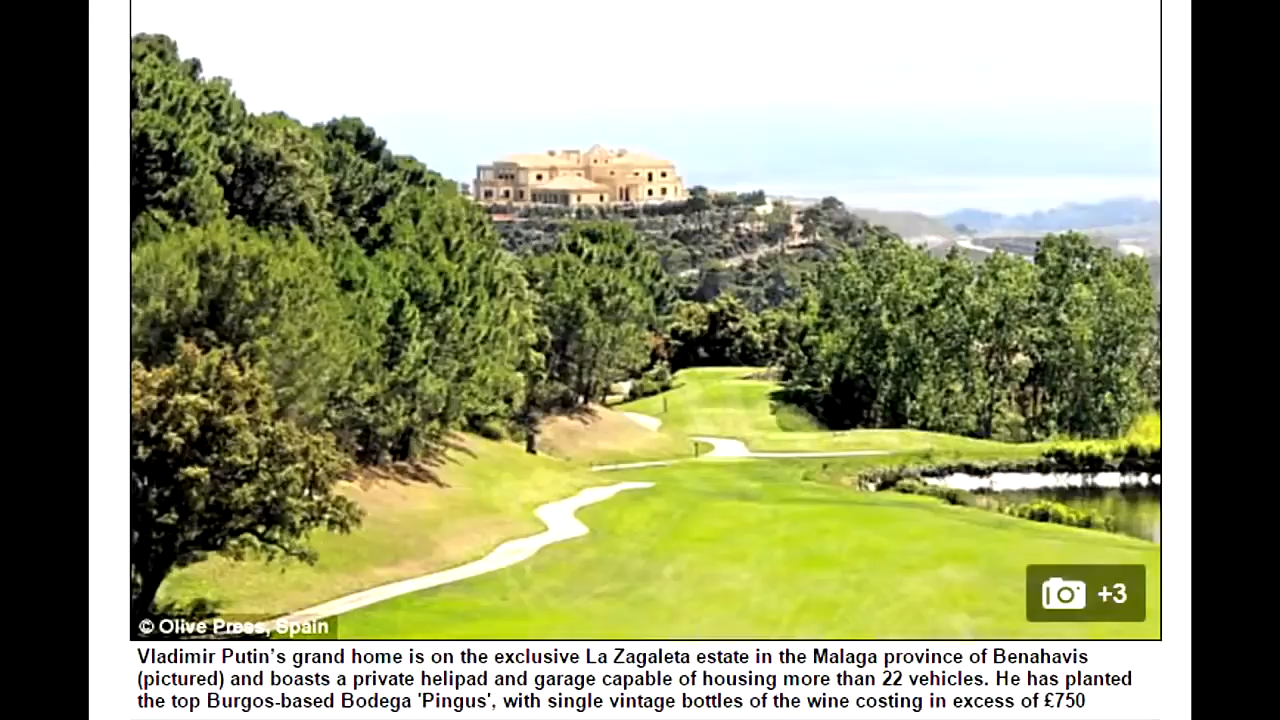 +3
© Olive Press, Spain
Vladimir Putin’s grand home is on the exclusive La Zagaleta estate in the Malaga province of Benahavis
(pictured) and boasts a private helipad and garage capable of housing more than 22 vehicles. He has planted
the top Burgos-based Bodega 'Pingus', with single vintage bottles of the wine costing in excess of £750